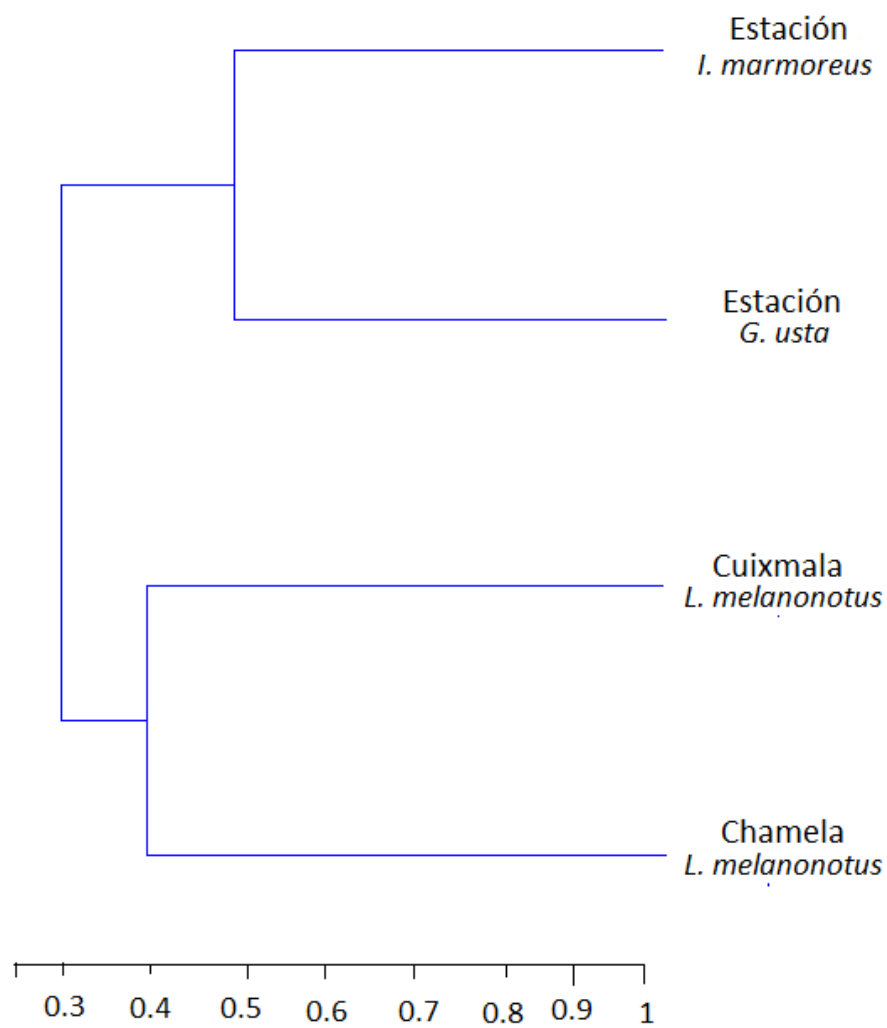 Estación
I. marmoreus
Estación
G. usta
Cuixmala
L. melanonotus
Chamela
L. melanonotus
0.3 0.4 0.5 0.6 0.7 0.8 0.9 1